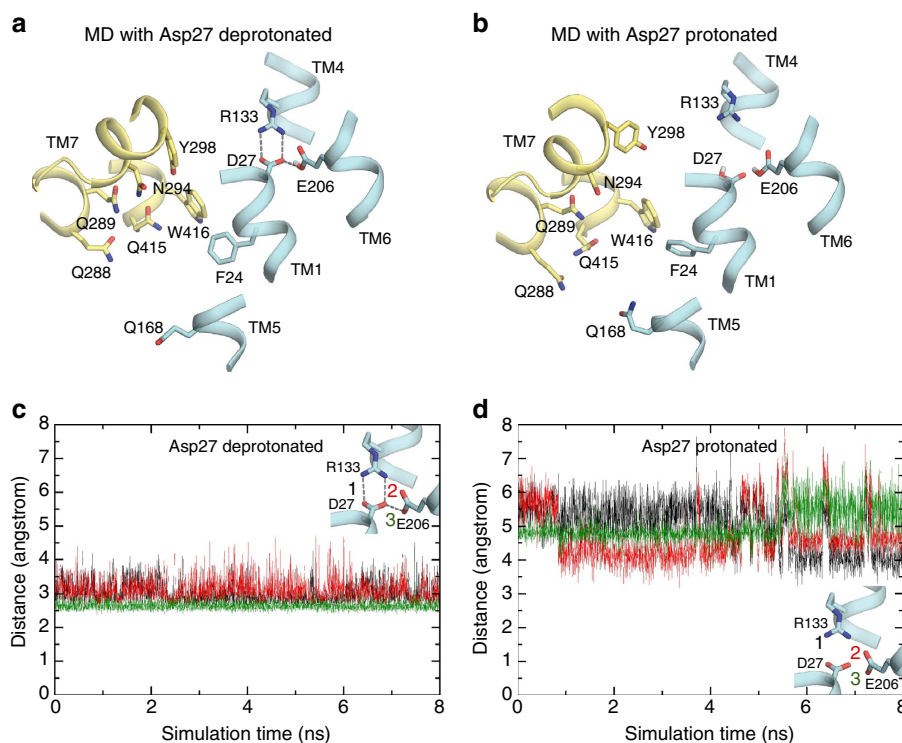 a
MD with Asp27 deprotonated
TM4
R133
Y298
TM7
D27
N294
E206
Q289
W416
TM6
Q415
Q288
F24
TM1
Q168
TM5
b
MD with Asp27 protonated
TM4
R133
Y298
TM7
D27
N294
E206
Q289
W416
TM6
Q415
F24
Q288
TM1
Q168
TM5
c
Asp27 deprotonated
R133
1
2
D27
3
E206
Distance (angstrom)
8
7
6
5
4
3
2
1
0
0 2 4 6 8
Simulation time (ns)
d
Asp27 protonated
R133
1
2
D27
3
E206
Distance (angstrom)
8
7
6
5
4
3
2
1
0
0 2 4 6 8
Simulation time (ns)